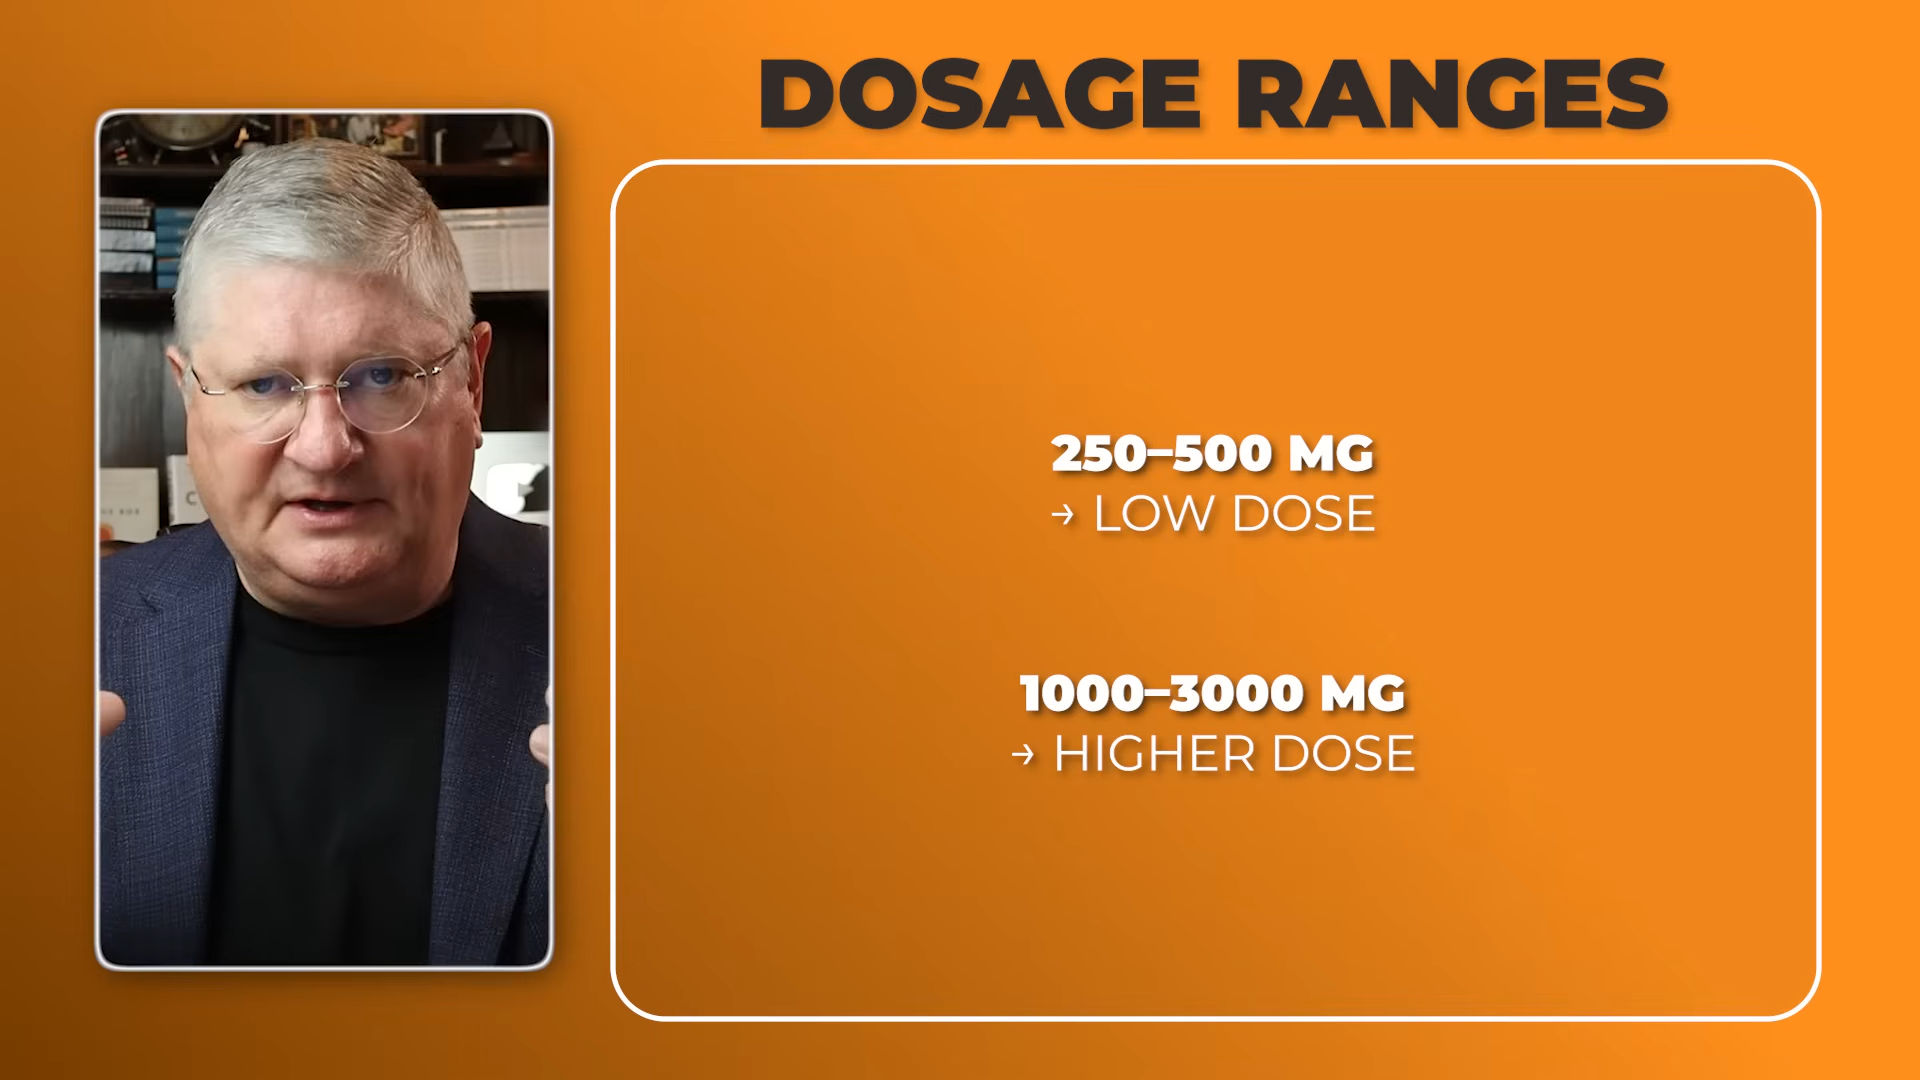 DOSAGE RANGES
250–500 MG
→ LOW DOSE
1000–3000 MG
→ HIGHER DOSE